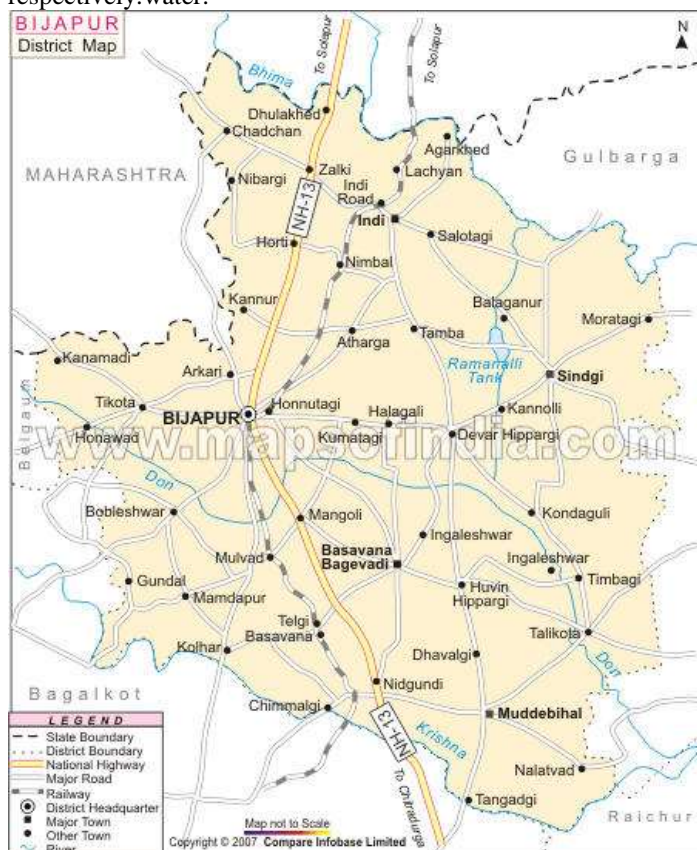 respectively.water.
BIJAPUR
District Map
N
To Solapur
To Solapur
Bhima
Dhulakhed
Chadchan
Agarkhed
Gulbarga
MAHARASHTRA
Zalki
Lachyan
Nibargi
Indi
Road
NH-13
Indi
Salotagi
Horti
Nimbal
Kannur
Balaganur
Moratagi
Atharga
Tamba
Kanamadi
Ramanalli
Tank
Arkari
Sindgi
Belgaum
Tikota
BIJAPUR
Honnutagi
Halagali
Kannolli
Honawad
Kumatagi
Devar Hippargi
www.mapsofindia.com
Don
Bobleshwar
Mangoli
Kondaguli
Ingaleshwar
Mulvad
Basavana
Bagevadi
Ingaleshwar
Timbagi
Gundal
Mamdapur
Huvin
Hippargi
Telgi
Basavana
Talikota
Kolhar
Dhavalgi
Don
Bagalkot
Nidgundi
Chimmalgi
Muddebihal
Krishna
NH-13
To Chitradurga
Nalatvad
Tangadgi
Raichur
LEGEND
State Boundary
District Boundary
National Highway
Major Road
Railway
District Headquarter
Major Town
Other Town
River
Map not to Scale
Copyright © 2007 Compare Infobase Limited